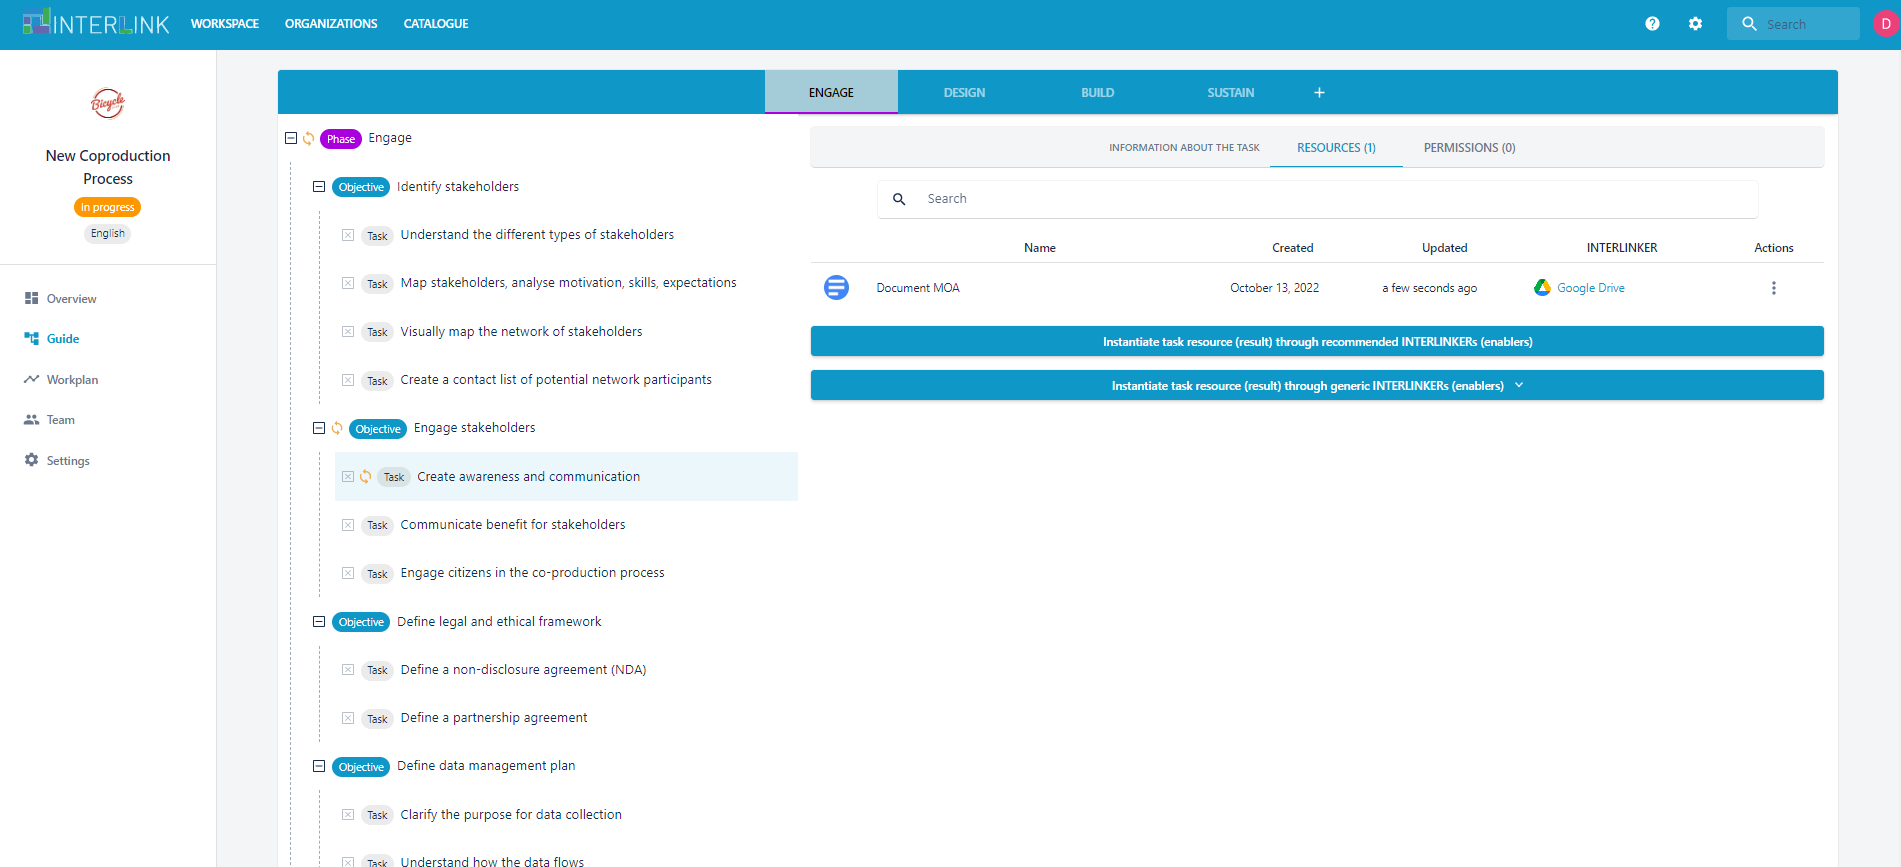 INTERLINK
WORKSPACE
ORGANIZATIONS
CATALOGUE
Search
D
Bicycle
New Coproduction
Process
In progress
English
Overview
Guide
Workplan
Team
Settings
ENGAGE
DESIGN
BUILD
SUSTAIN
+
Phase Engage
Objective Identify stakeholders
Task Understand the different types of stakeholders
Task Map stakeholders, analyse motivation, skills, expectations
Task Visually map the network of stakeholders
Task Create a contact list of potential network participants
Objective Engage stakeholders
Task Create awareness and communication
Task Communicate benefit for stakeholders
Task Engage citizens in the co-production process
Objective Define legal and ethical framework
Task Define a non-disclosure agreement (NDA)
Task Define a partnership agreement
Objective Define data management plan
Task Clarify the purpose for data collection
Task Understand how the data flows
INFORMATION ABOUT THE TASK
RESOURCES (1)
PERMISSIONS (0)
Search
Name Created Updated INTERLINKER Actions
Document MOA October 13, 2022 a few seconds ago Google Drive
Instantiate task resource (result) through recommended INTERLINKERs (enablers)
Instantiate task resource (result) through generic INTERLINKERs (enablers)